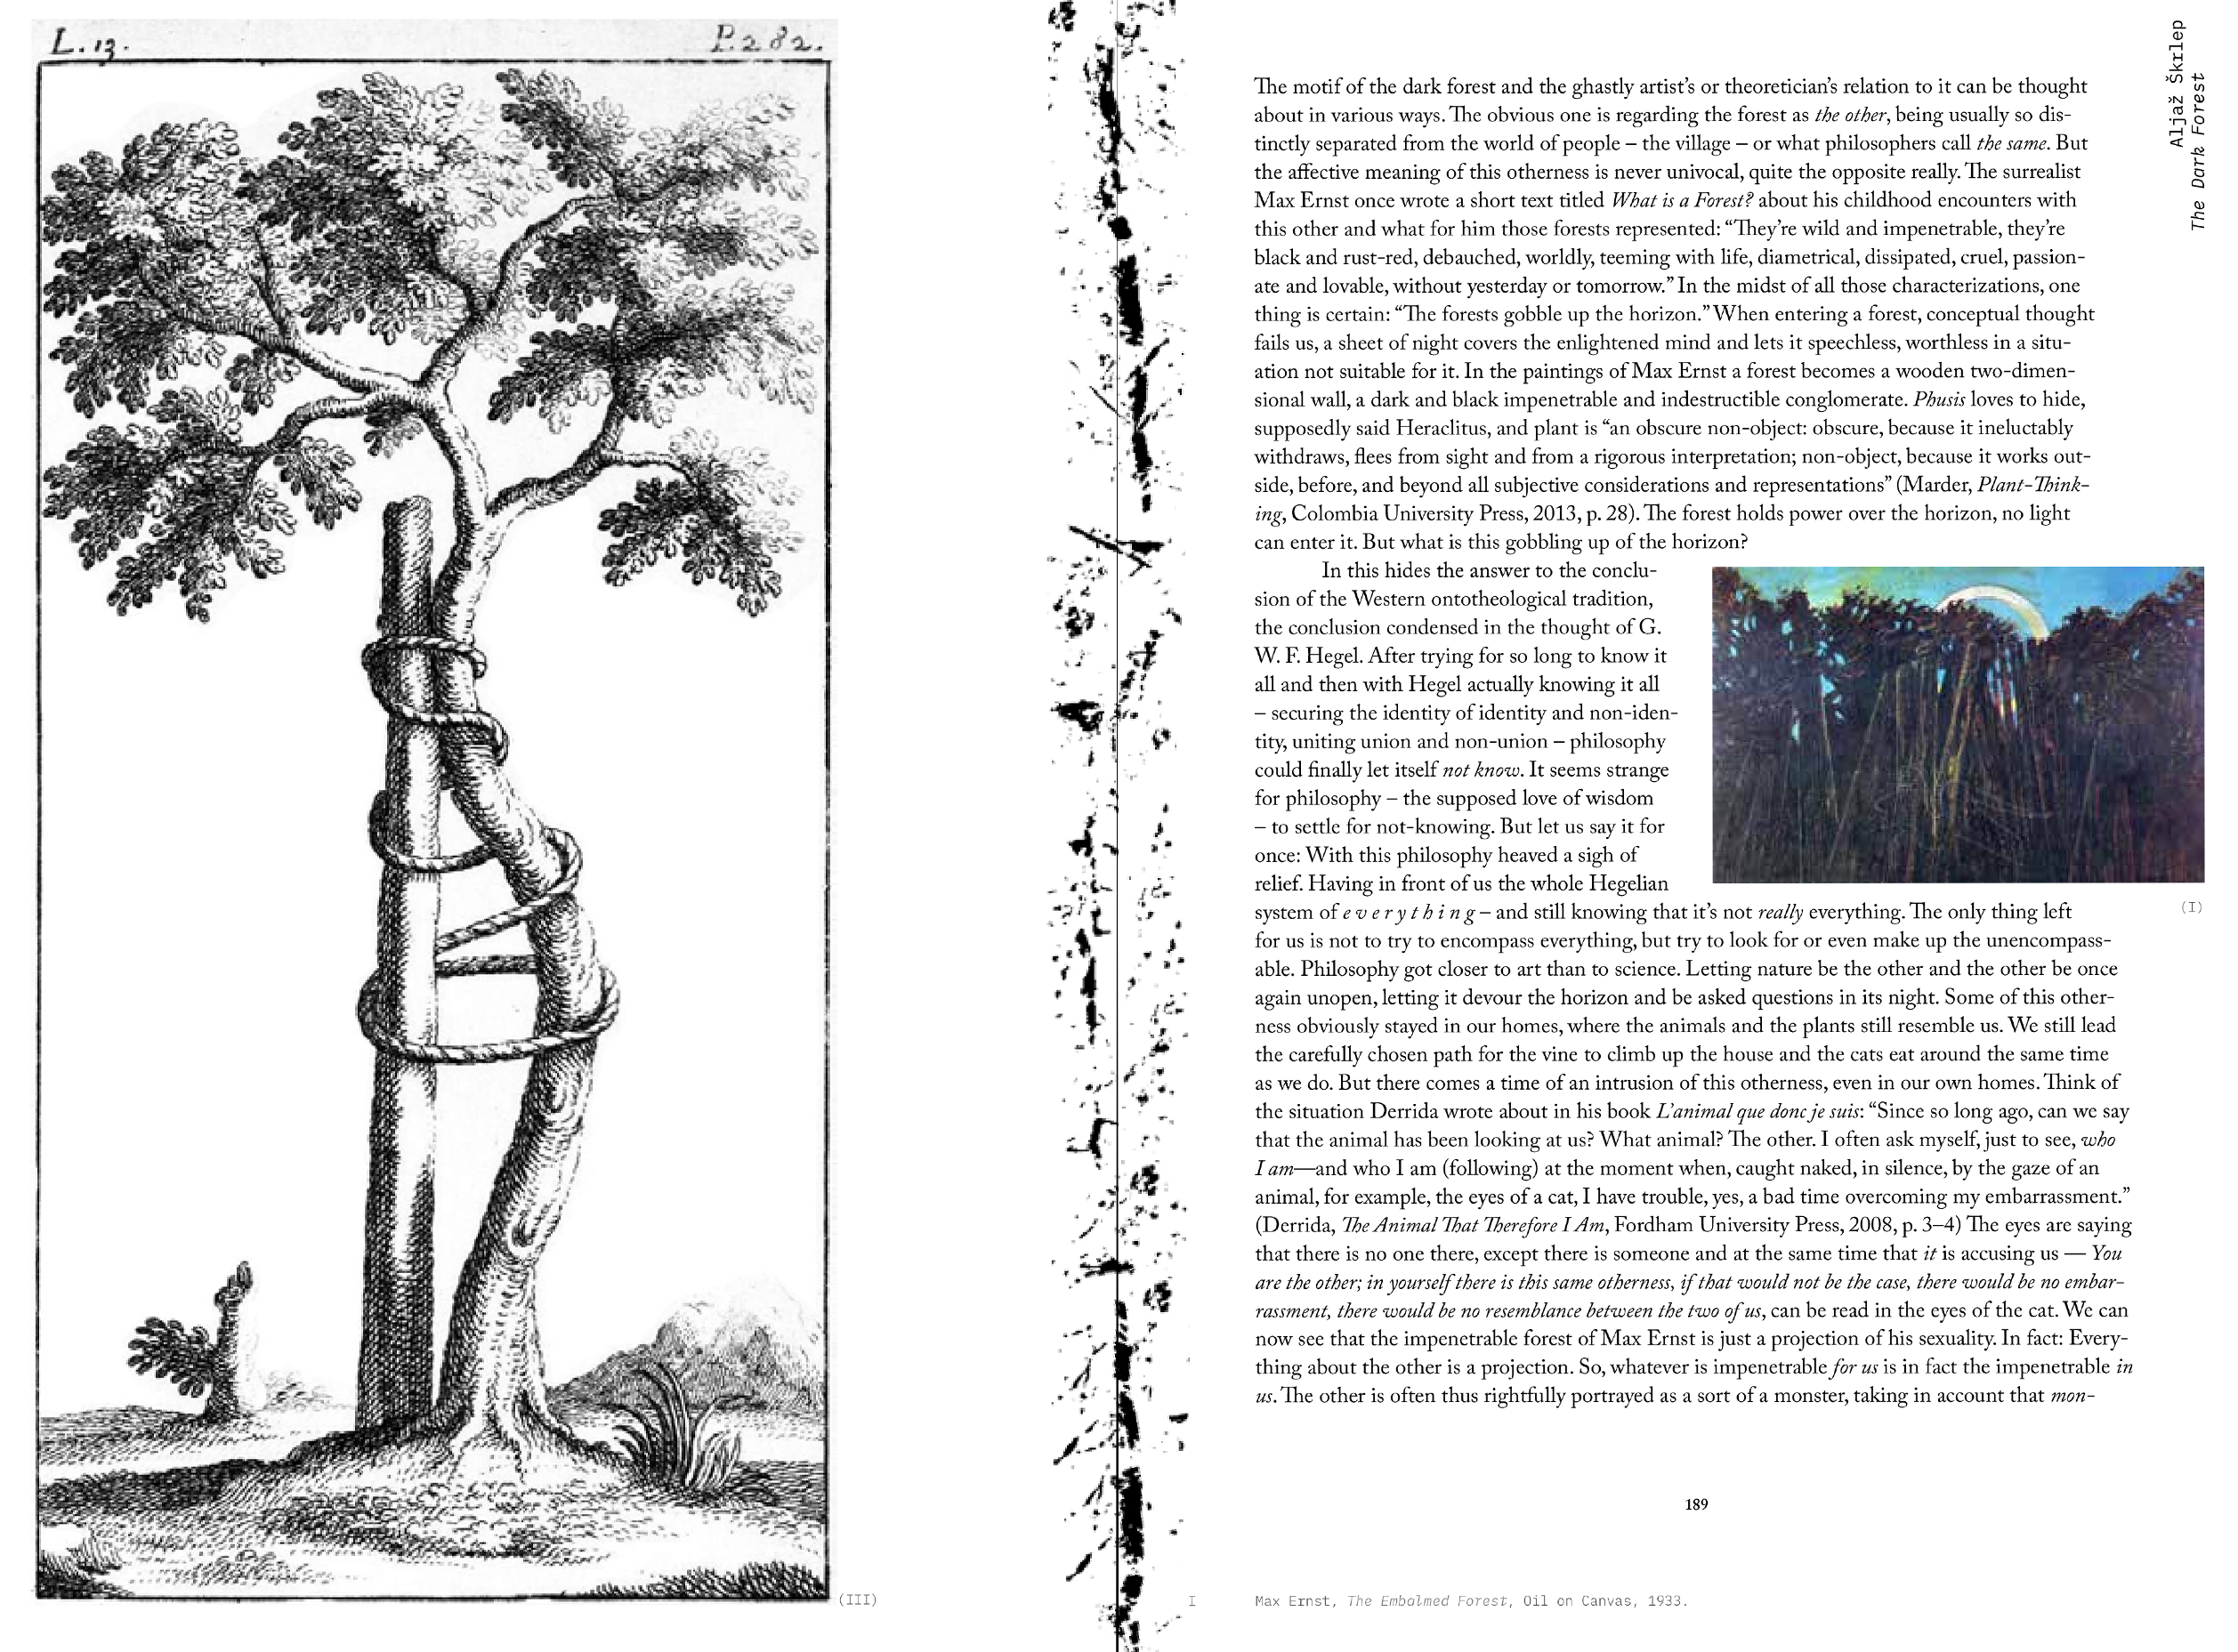 L. 13.
P. 282.
(III)
Aljaž Škrlep
The Dark Forest
The motif of the dark forest and the ghastly artist’s or theoretician’s relation to it can be thought
about in various ways. The obvious one is regarding the forest as the other, being usually so dis-
tinctly separated from the world of people – the village – or what philosophers call the same. But
the affective meaning of this otherness is never univocal, quite the opposite really. The surrealist
Max Ernst once wrote a short text titled What is a Forest? about his childhood encounters with
this other and what for him those forests represented: “They’re wild and impenetrable, they’re
black and rust-red, debauched, worldly, teeming with life, diametrical, dissipated, cruel, passion-
ate and lovable, without yesterday or tomorrow.” In the midst of all those characterizations, one
thing is certain: “The forests gobble up the horizon.” When entering a forest, conceptual thought
fails us, a sheet of night covers the enlightened mind and lets it speechless, worthless in a situ-
ation not suitable for it. In the paintings of Max Ernst a forest becomes a wooden two-dimen-
sional wall, a dark and black impenetrable and indestructible conglomerate. Phusis loves to hide,
supposedly said Heraclitus, and plant is “an obscure non-object: obscure, because it ineluctably
withdraws, flees from sight and from a rigorous interpretation; non-object, because it works out-
side, before, and beyond all subjective considerations and representations” (Marder, Plant-Think-
ing, Colombia University Press, 2013, p. 28). The forest holds power over the horizon, no light
can enter it. But what is this gobbling up of the horizon?
In this hides the answer to the conclu-
sion of the Western ontotheological tradition,
the conclusion condensed in the thought of G.
W. F. Hegel. After trying for so long to know it
all and then with Hegel actually knowing it all
– securing the identity of identity and non-iden-
tity, uniting union and non-union – philosophy
could finally let itself not know. It seems strange
for philosophy – the supposed love of wisdom
– to settle for not-knowing. But let us say it for
once: With this philosophy heaved a sigh of
relief. Having in front of us the whole Hegelian
system of e v e r y t h i n g – and still knowing that it’s not really everything. The only thing left
for us is not to try to encompass everything, but try to look for or even make up the unencompass-
able. Philosophy got closer to art than to science. Letting nature be the other and the other be once
again unopen, letting it devour the horizon and be asked questions in its night. Some of this other-
ness obviously stayed in our homes, where the animals and the plants still resemble us. We still lead
the carefully chosen path for the vine to climb up the house and the cats eat around the same time
as we do. But there comes a time of an intrusion of this otherness, even in our own homes. Think of
the situation Derrida wrote about in his book L’animal que donc je suis: “Since so long ago, can we say
that the animal has been looking at us? What animal? The other. I often ask myself, just to see, who
I am—and who I am (following) at the moment when, caught naked, in silence, by the gaze of an
animal, for example, the eyes of a cat, I have trouble, yes, a bad time overcoming my embarrassment.”
(Derrida, The Animal That Therefore I Am, Fordham University Press, 2008, p. 3–4) The eyes are saying
that there is no one there, except there is someone and at the same time that it is accusing us — You
are the other; in yourself there is this same otherness, if that would not be the case, there would be no embar-
rassment, there would be no resemblance between the two of us, can be read in the eyes of the cat. We can
now see that the impenetrable forest of Max Ernst is just a projection of his sexuality. In fact: Every-
thing about the other is a projection. So, whatever is impenetrable for us is in fact the impenetrable in
us. The other is often thus rightfully portrayed as a sort of a monster, taking in account that mon-
(I)
189
I Max Ernst, The Embalmed Forest, Oil on Canvas, 1933.